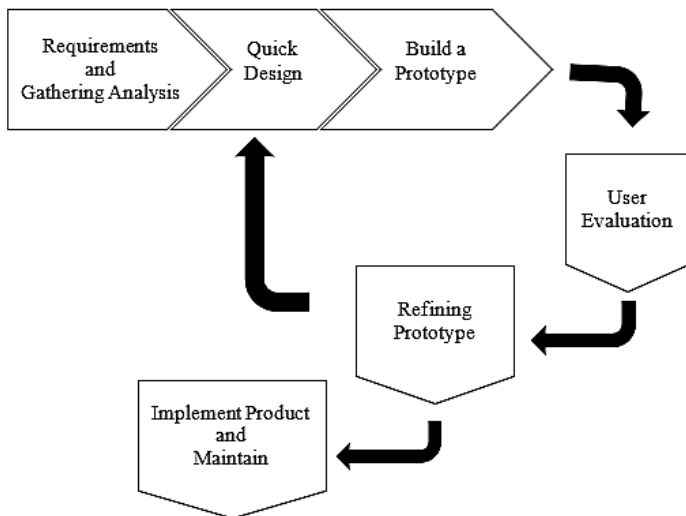 Requirements
and
Gathering Analysis
Quick
Design
Build a
Prototype
User
Evaluation
Refining
Prototype
Implement Product
and
Maintain